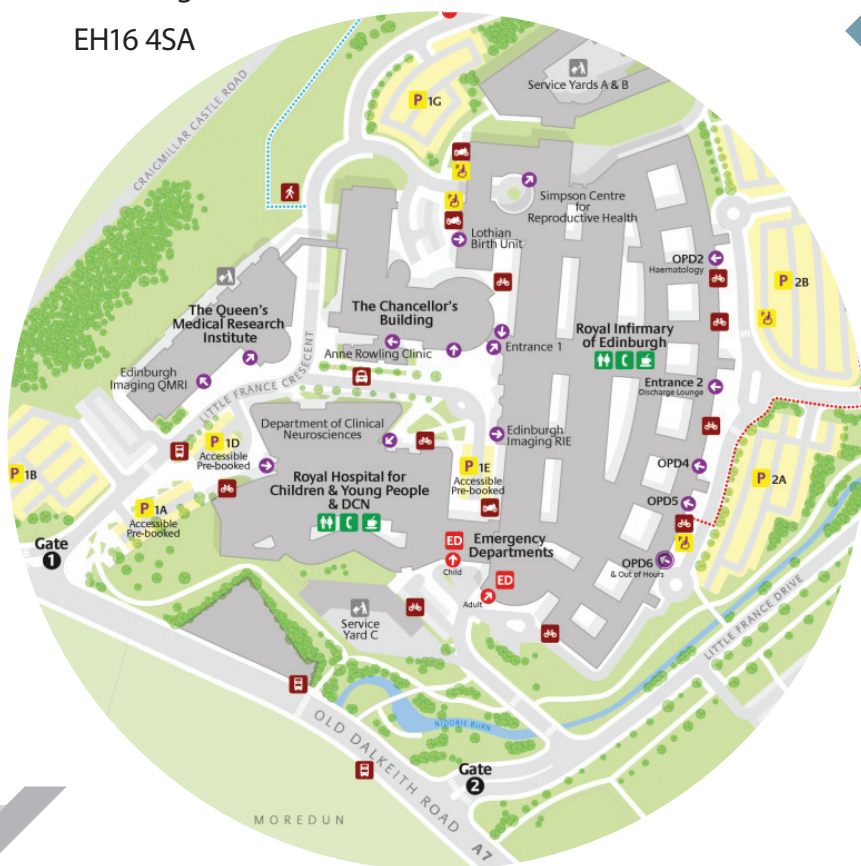 EH16 4SA
CRAIGMILLAR CASTLE ROAD
P 1G
Service Yards A & B
Simpson Centre
for
Reproductive Health
Lothian
Birth Unit
OPD2
Haematology
P 2B
The Queen's
Medical Research
Institute
The Chancellor's
Building
Anne Rowling Clinic
Entrance 1
Royal Infirmary
of Edinburgh
Edinburgh
Imaging QMRI
LITTLE FRANCE CRESECENT
Entrance 2
Discharge Lounge
Department of Clinical
Neurosciences
Edinburgh
Imaging RIE
P 1D
Accessible
Pre-booked
P 1B
P 1E
Accessible
Pre-booked
OPD4
P 2A
Royal Hospital for
Children & Young People
& DCN
OPD5
P 1A
Accessible
Pre-booked
Gate
1
ED
Emergency
Departments
Child
ED
Adult
OPD6
& Out of Hours
Service
Yard C
LITTLE FRANCE DRIVE
NIDDRIE BURN
OLD DALKEITH ROAD
Gate
2
MOREDUN
A7